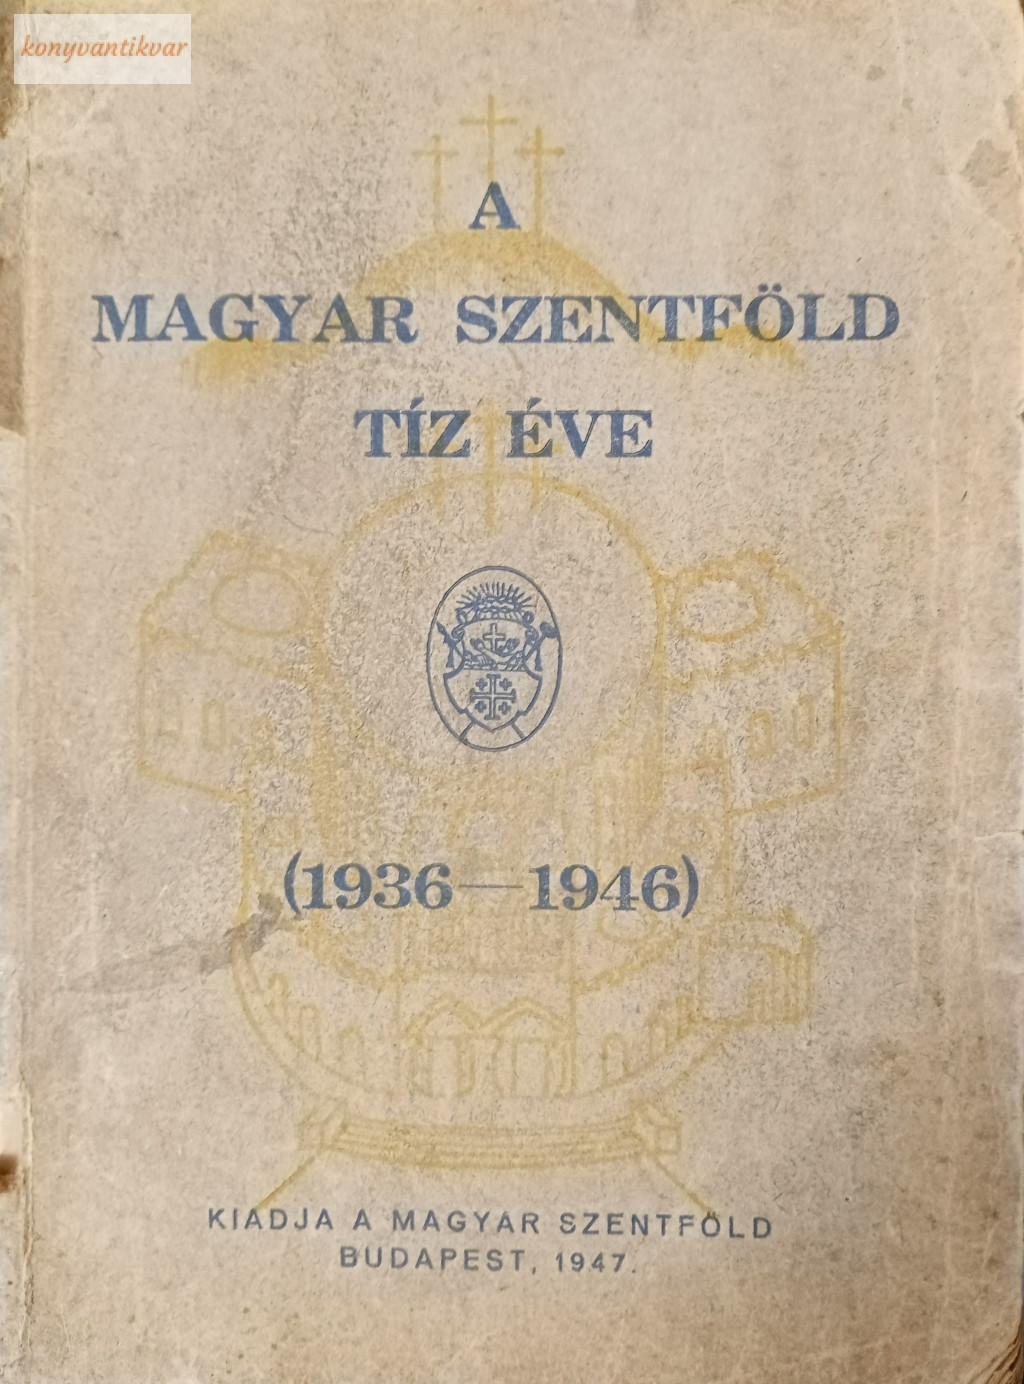 konyvantikvar
A
MAGYAR SZENTFÖLD
TÍZ ÉVE
(1936—1946)
KIADJA A MAGYAR SZENTFÖLD
BUDAPEST, 1947.